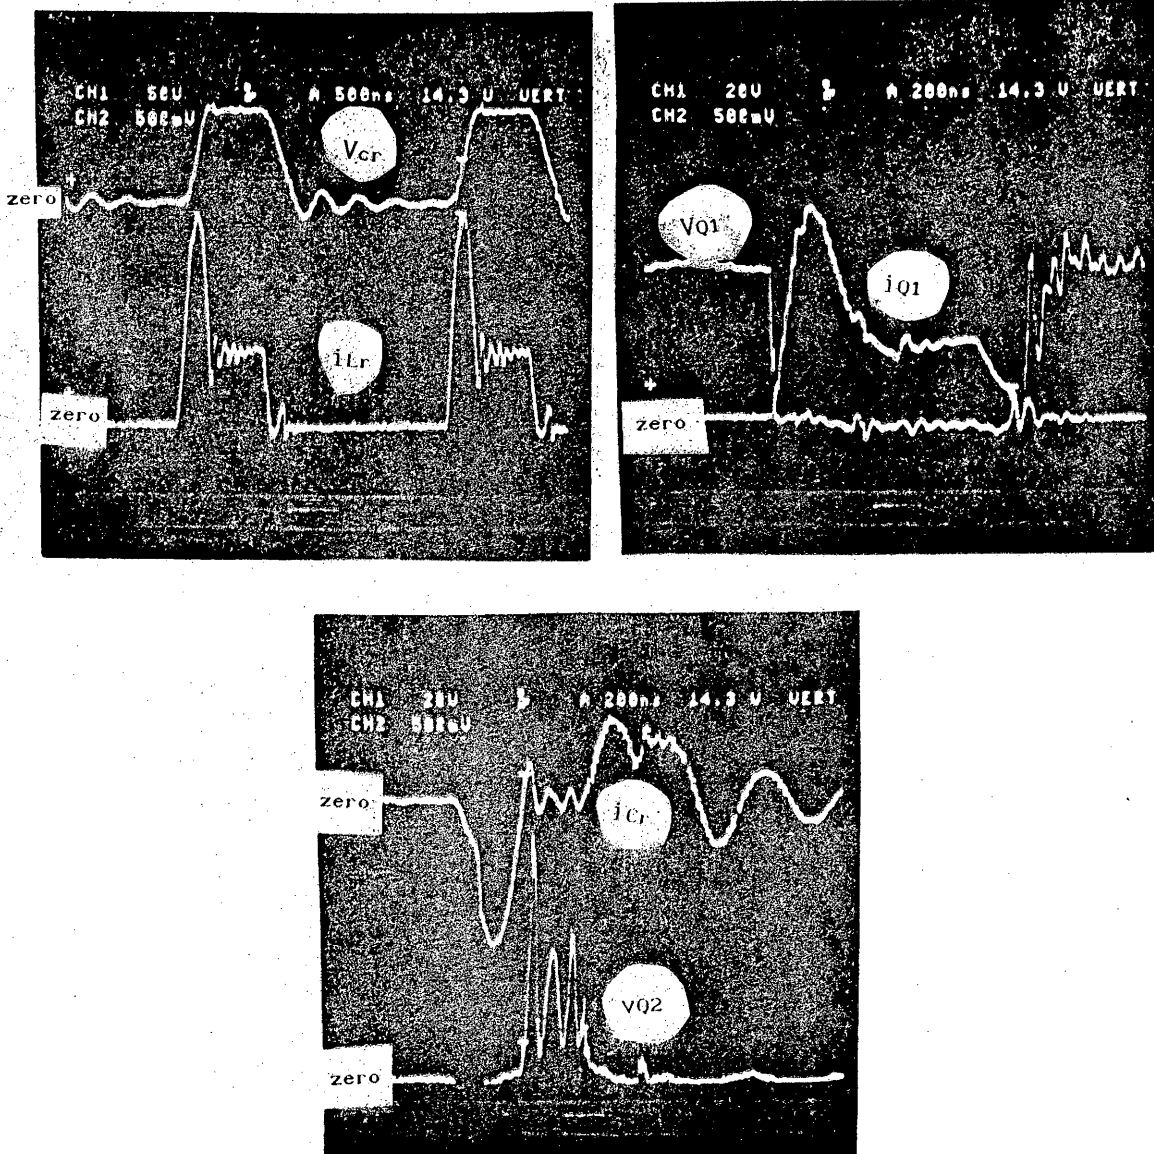 CH1 50V A 500ns 14.3 V VERT
CH2 500mV
Vcr
zero
iLr
zero
CH1 20V A 200ns 14.3 V VERT
CH2 500mV
VQ1
iQ1
zero
CH1 20V A 200ns 14.3 V VERT
CH2 500mV
zero
iCr
VQ2
zero